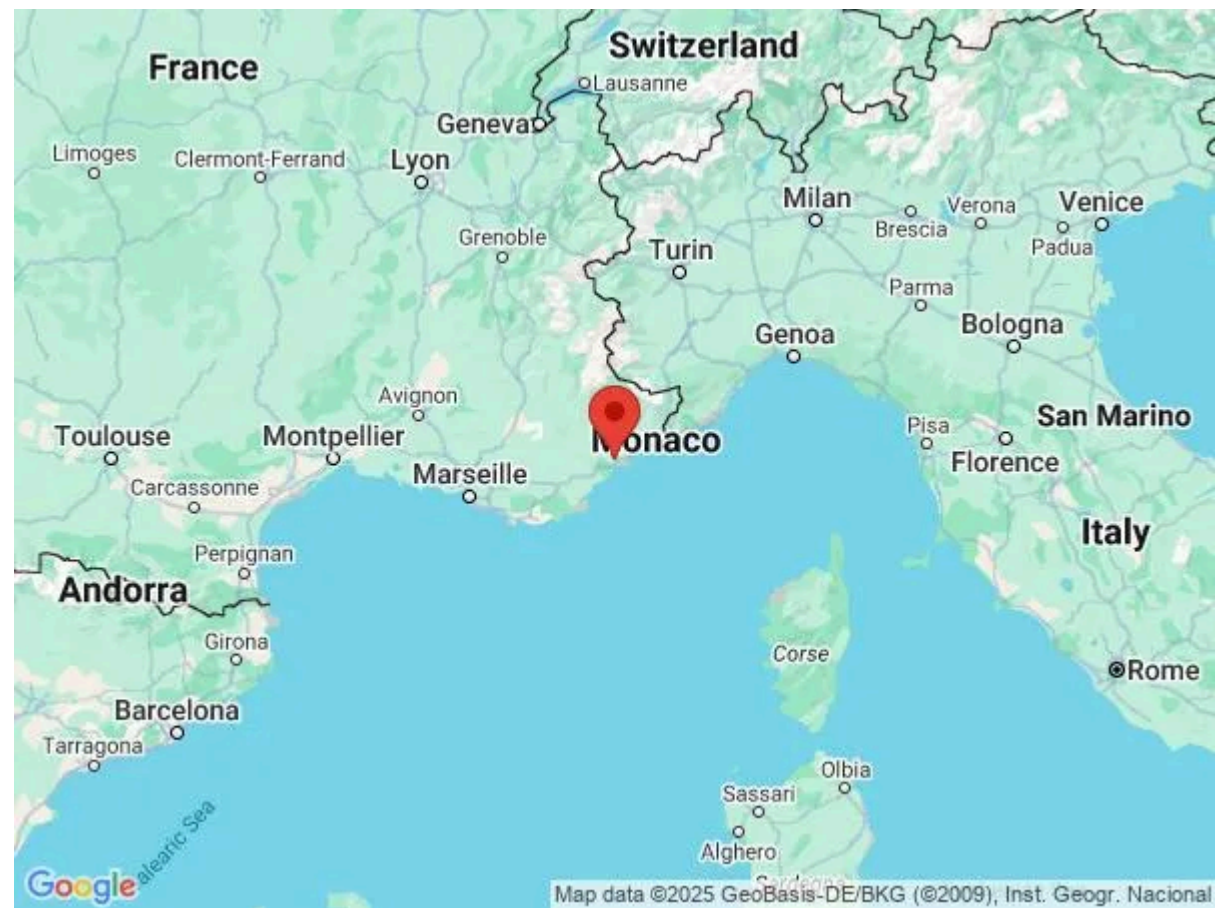 Switzerland
France
Lausanne
Geneva
Limoges
Clermont-Ferrand
Lyon
Milan
Verona
Venice
Brescia
Padua
Grenoble
Turin
Parma
Genoa
Bologna
Avignon
San Marino
Pisa
Toulouse
Montpellier
Monaco
Florence
Marseille
Carcassonne
Italy
Perpignan
Andorra
Girona
Corse
Rome
Barcelona
Tarragona
Olbia
Sassari
Alghero
alearic Sea
Google
Map data ©2025 GeoBasis-DE/BKG (©2009), Inst. Geogr. Nacional